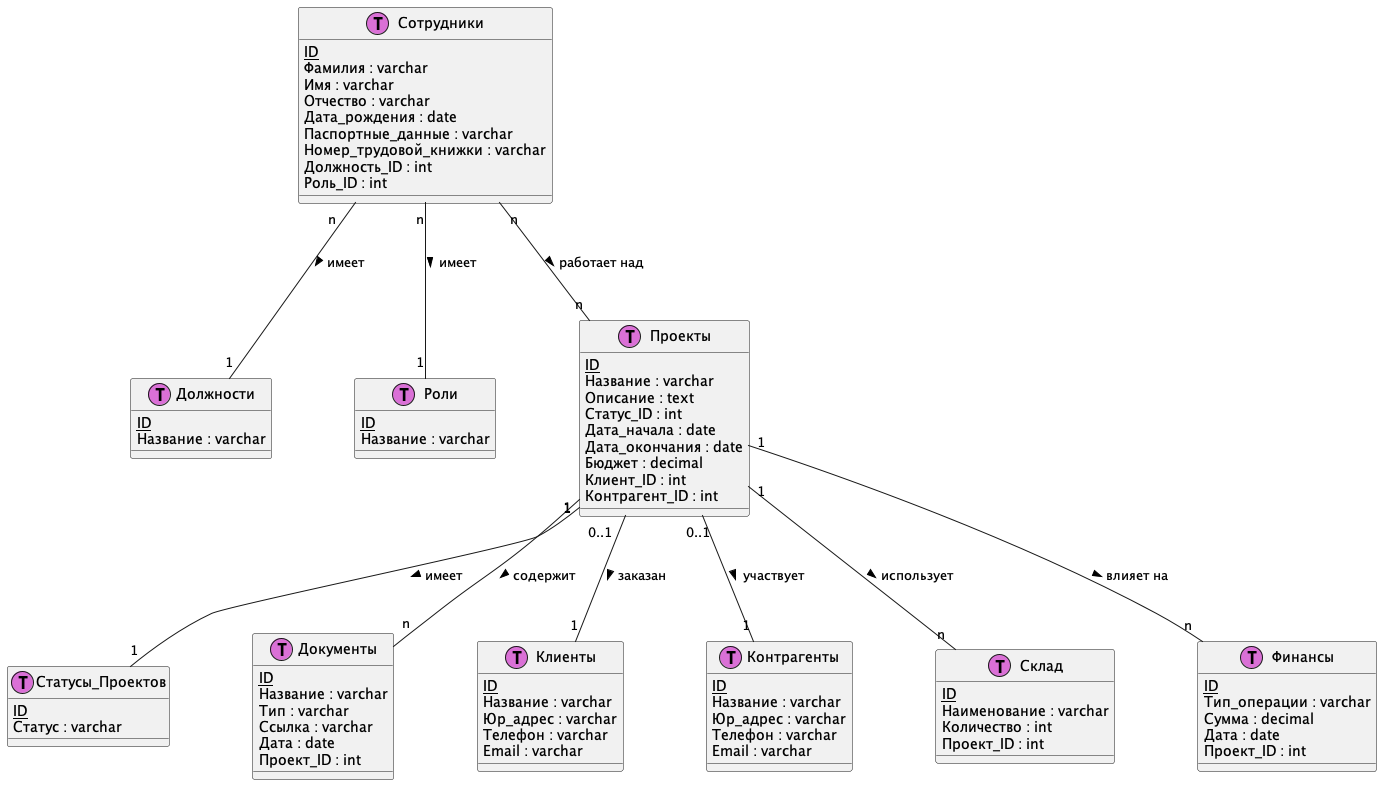 T Сотрудники
ID
Фамилия : varchar
Имя : varchar
Отчество : varchar
Дата_рождения : date
Паспортные_данные : varchar
Номер_трудовой_книжки : varchar
Должность_ID : int
Роль_ID : int
n
n
n
имеет
имеет
работает над
n
1
1
T Должности
ID
Название : varchar
T Роли
ID
Название : varchar
T Проекты
ID
Название : varchar
Описание : text
Статус_ID : int
Дата_начала : date
Дата_окончания : date
Бюджет : decimal
Клиент_ID : int
Контрагент_ID : int
1
1
1
1
0..1
0..1
имеет
содержит
заказан
участвует
использует
влияет на
1
n
1
1
n
n
T Статусы_Проектов
ID
Статус : varchar
T Документы
ID
Название : varchar
Тип : varchar
Ссылка : varchar
Дата : date
Проект_ID : int
T Клиенты
ID
Название : varchar
Юр_адрес : varchar
Телефон : varchar
Email : varchar
T Контрагенты
ID
Название : varchar
Юр_адрес : varchar
Телефон : varchar
Email : varchar
T Склад
ID
Наименование : varchar
Количество : int
Проект_ID : int
T Финансы
ID
Тип_операции : varchar
Сумма : decimal
Дата : date
Проект_ID : int